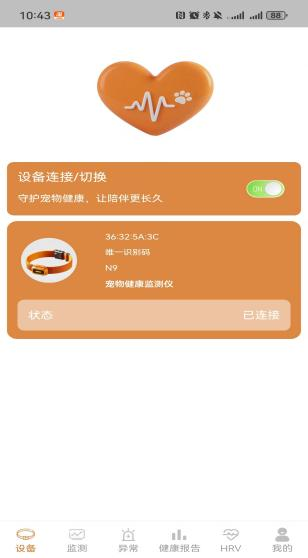 10:43
88
设备连接/切换
ON
守护宠物健康，让陪伴更长久
36:32:5A:3C
唯一识别码
N9
宠物健康监测仪
状态
已连接
设备
监测
异常
健康报告
HRV
我的